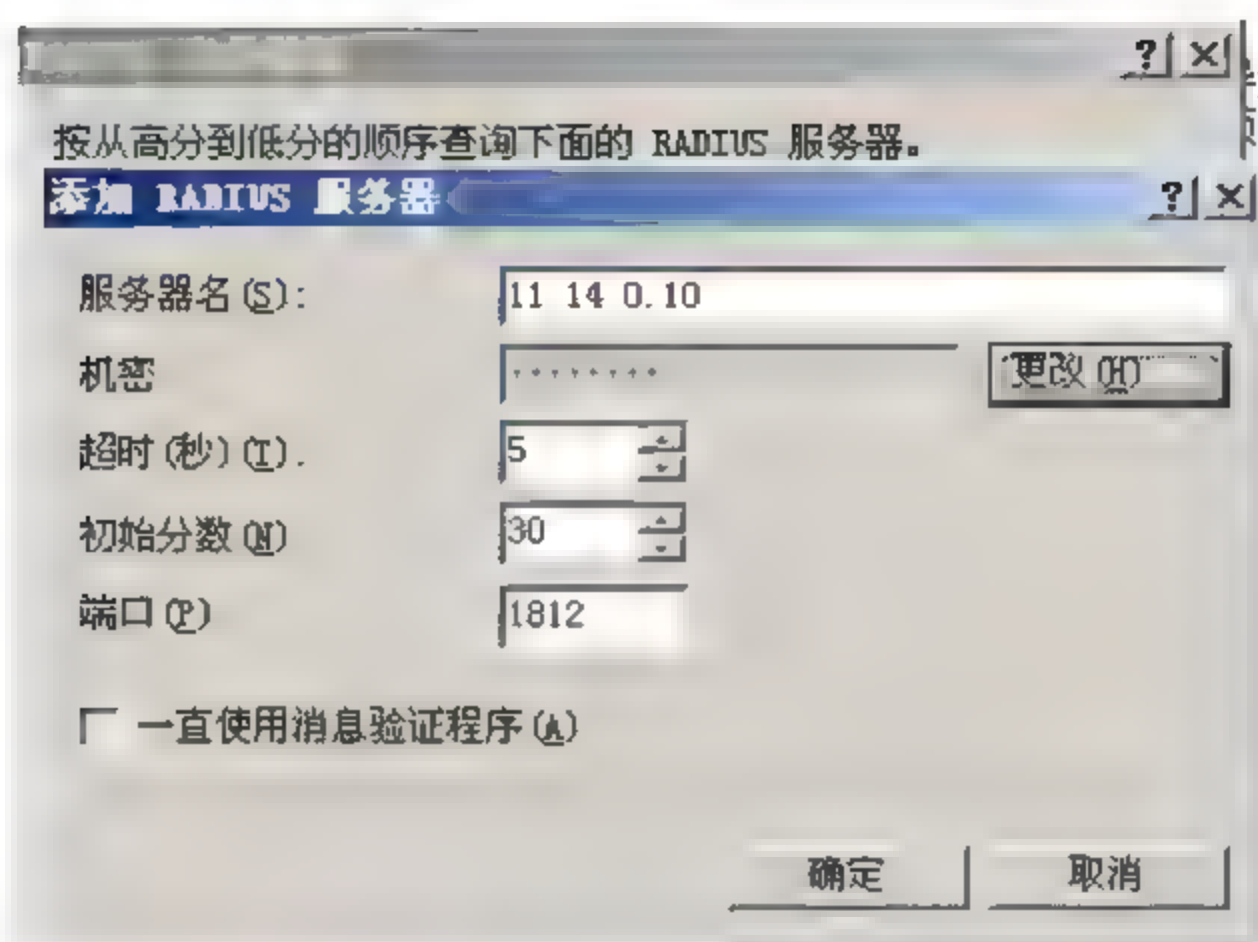 按从高分到低分的顺序查询下面的 RADIUS 服务器。
添加 RADIUS 服务器
服务器名(S):
11 14 0.10
机密
更改(H)
超时(秒)(T).
5
初始分数(N)
30
端口(P)
1812
一直使用消息验证程序(A)
确定
取消